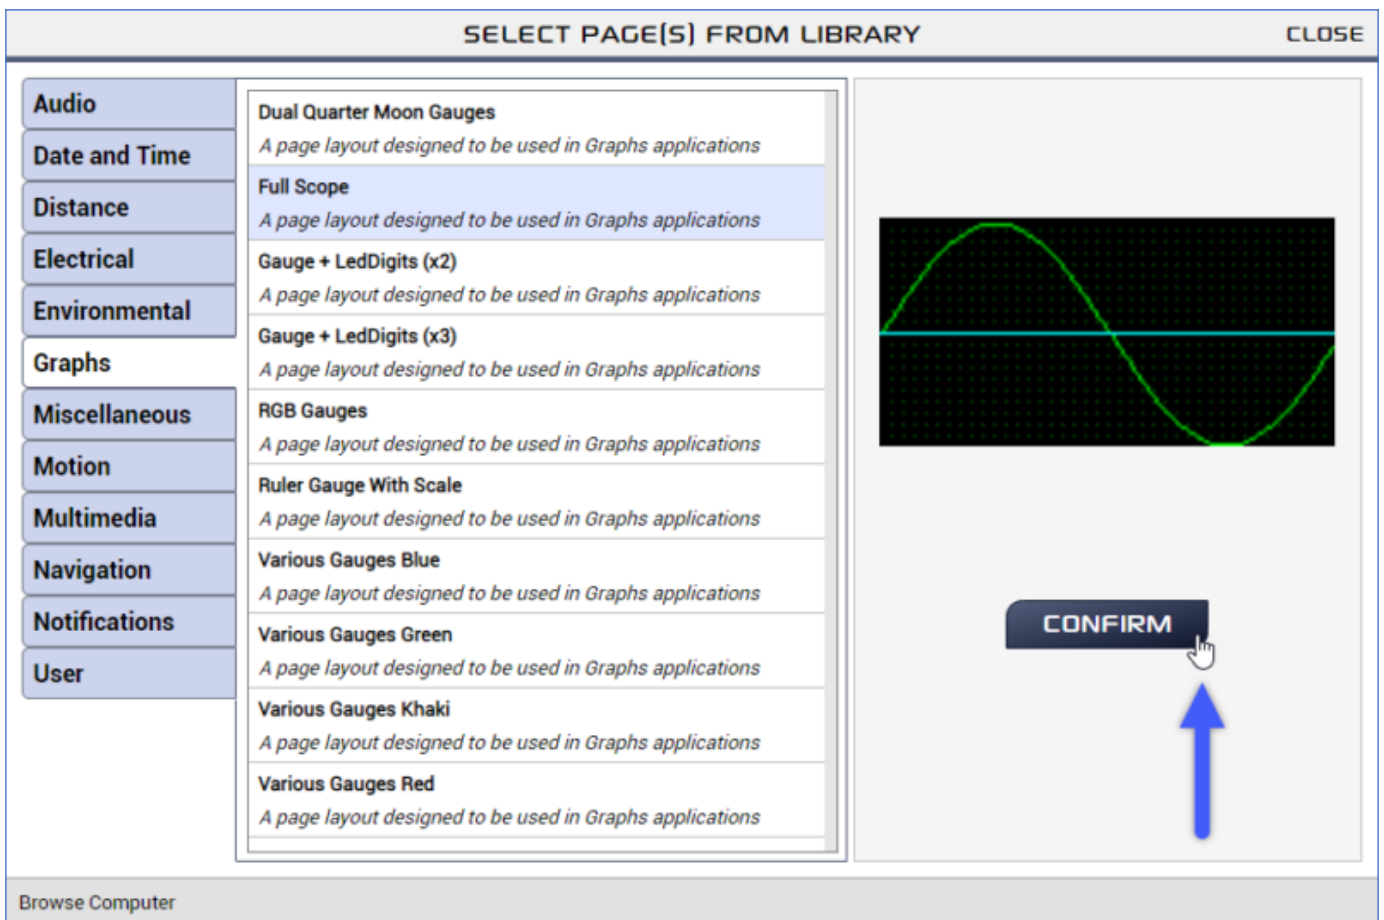 SELECT PAGE(S) FROM LIBRARY
CLOSE
Audio
Date and Time
Distance
Electrical
Environmental
Graphs
Miscellaneous
Motion
Multimedia
Navigation
Notifications
User
Dual Quarter Moon Gauges
A page layout designed to be used in Graphs applications
Full Scope
A page layout designed to be used in Graphs applications
Gauge + LedDigits (x2)
A page layout designed to be used in Graphs applications
Gauge + LedDigits (x3)
A page layout designed to be used in Graphs applications
RGB Gauges
A page layout designed to be used in Graphs applications
Ruler Gauge With Scale
A page layout designed to be used in Graphs applications
Various Gauges Blue
A page layout designed to be used in Graphs applications
Various Gauges Green
A page layout designed to be used in Graphs applications
Various Gauges Khaki
A page layout designed to be used in Graphs applications
Various Gauges Red
A page layout designed to be used in Graphs applications
CONFIRM
Browse Computer